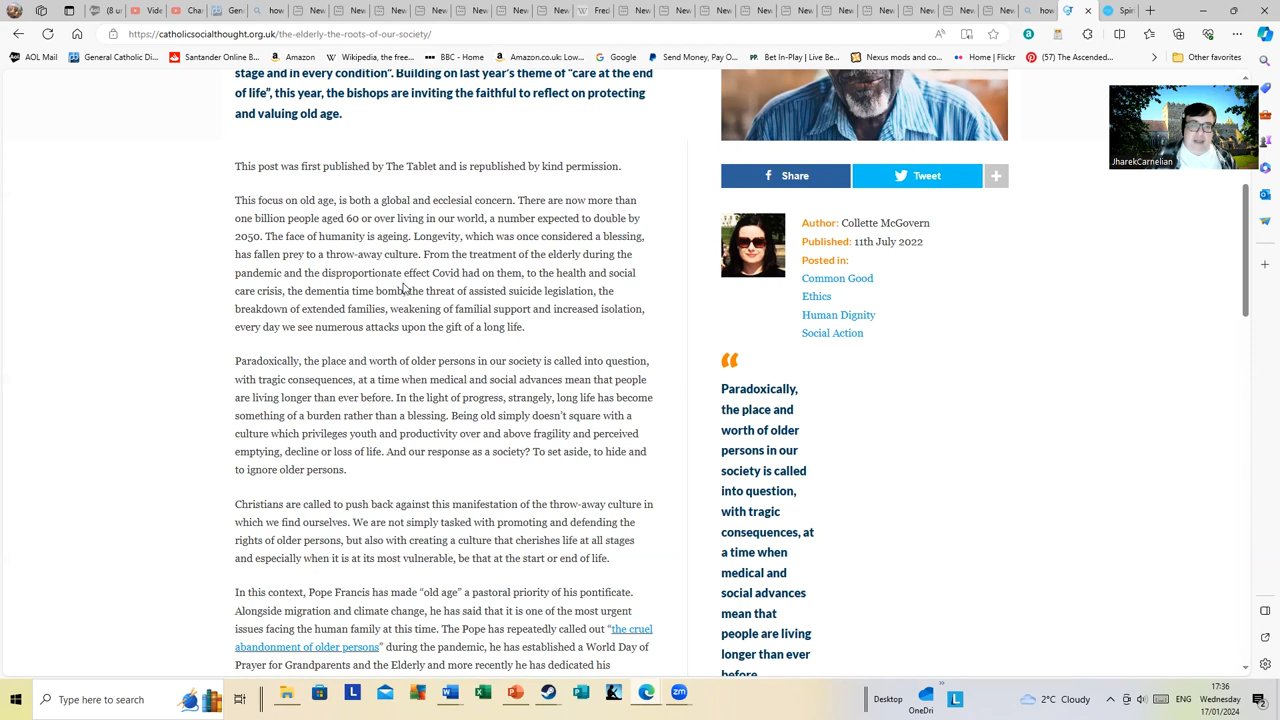 (8 u
Video
Cha
Wed
Fred
how
Spiri
https://catholicsocialthought.org.uk/the-elderly-the-roots-of-our-society/
AOL Mail
General Catholic Di...
Santander Online B...
Amazon
Wikipedia, the free...
BBC - Home
Amazon.co.uk: Low...
Google
Send Money, Pay O...
Bet In-Play | Live Be...
Nexus mods and co...
Home | Flickr
(57) The Ascended...
Other favorites
stage and in every condition”. Building on last year’s theme of “care at the end
of life”, this year, the bishops are inviting the faithful to reflect on protecting
and valuing old age.
This post was first published by The Tablet and is republished by kind permission.
This focus on old age, is both a global and ecclesial concern. There are now more than
one billion people aged 60 or over living in our world, a number expected to double by
2050. The face of humanity is ageing. Longevity, which was once considered a blessing,
has fallen prey to a throw-away culture. From the treatment of the elderly during the
pandemic and the disproportionate effect Covid had on them, to the health and social
care crisis, the dementia time bomb, the threat of assisted suicide legislation, the
breakdown of extended families, weakening of familial support and increased isolation,
every day we see numerous attacks upon the gift of a long life.
Paradoxically, the place and worth of older persons in our society is called into question,
with tragic consequences, at a time when medical and social advances mean that people
are living longer than ever before. In the light of progress, strangely, long life has become
something of a burden rather than a blessing. Being old simply doesn’t square with a
culture which privileges youth and productivity over and above fragility and perceived
emptying, decline or loss of life. And our response as a society? To set aside, to hide and
to ignore older persons.
Christians are called to push back against this manifestation of the throw-away culture in
which we find ourselves. We are not simply tasked with promoting and defending the
rights of older persons, but also with creating a culture that cherishes life at all stages
and especially when it is at its most vulnerable, be that at the start or end of life.
In this context, Pope Francis has made “old age” a pastoral priority of his pontificate.
Alongside migration and climate change, he has said that it is one of the most urgent
issues facing the human family at this time. The Pope has repeatedly called out “the cruel
abandonment of older persons” during the pandemic, he has established a World Day of
Prayer for Grandparents and the Elderly and more recently he has dedicated his
Share
Tweet
Author: Collette McGovern
Published: 11th July 2022
Posted in:
Common Good
Ethics
Human Dignity
Social Action
“
Paradoxically,
the place and
worth of older
persons in our
society is called
into question,
with tragic
consequences, at
a time when
medical and
social advances
mean that
people are living
longer than ever
before
JharekCarnelian
Type here to search
Desktop
OneDri
2°C Cloudy
ENG
17:36
Wednesday
17/01/2024